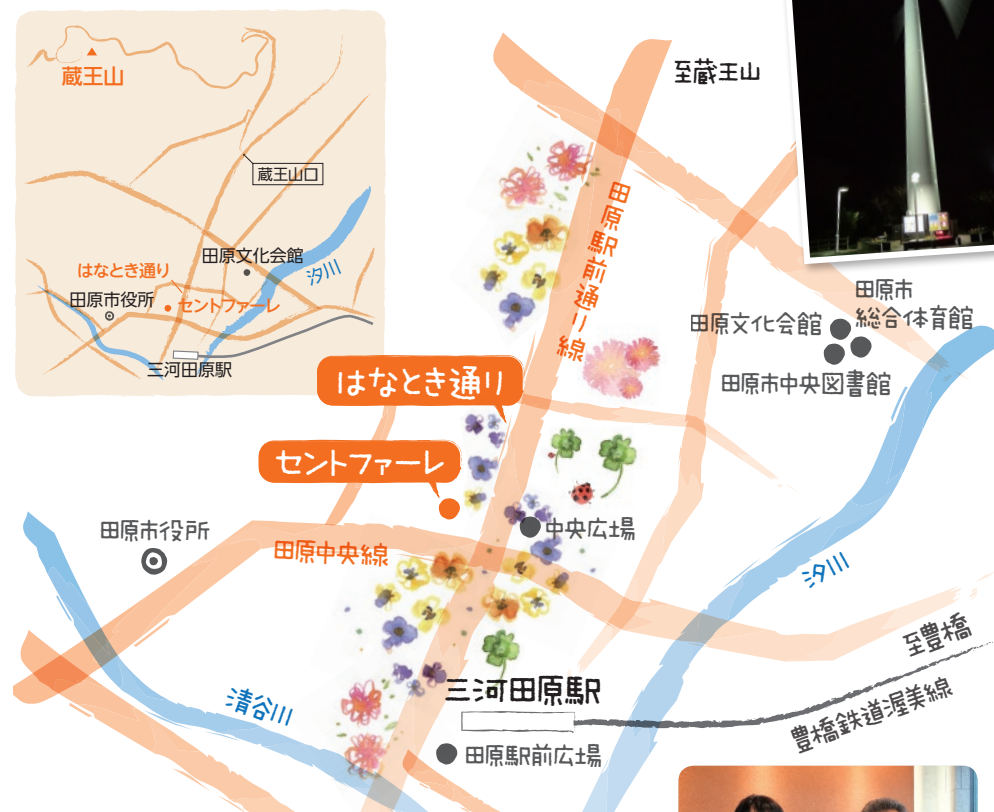 蔵王山
蔵王山口
田原文化会館
汐川
はなとき通り
田原市役所
セントファーレ
三河田原駅
至蔵王山
田原駅前通り線
田原市
総合体育館
田原文化会館
田原市中央図書館
はなとき通り
セントファーレ
中央広場
田原市役所
田原中央線
汐川
至豊橋
三河田原駅
清谷川
豊橋鉄道渥美線
田原駅前広場